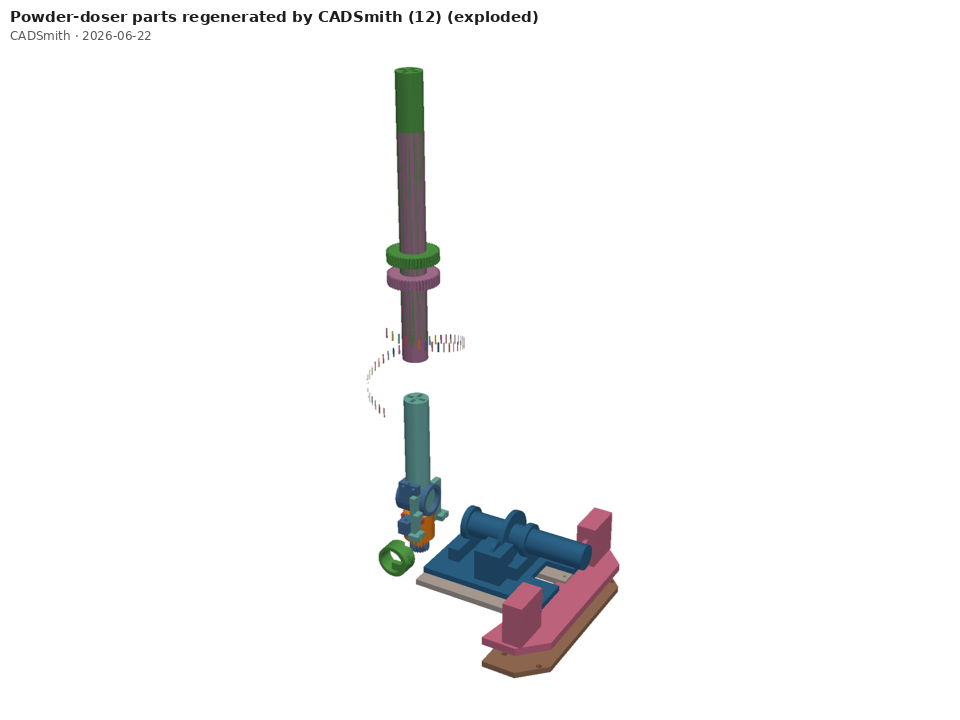 Powder-doser parts regenerated by CADSmith (12) (exploded)
CADSmith · 2026-06-22